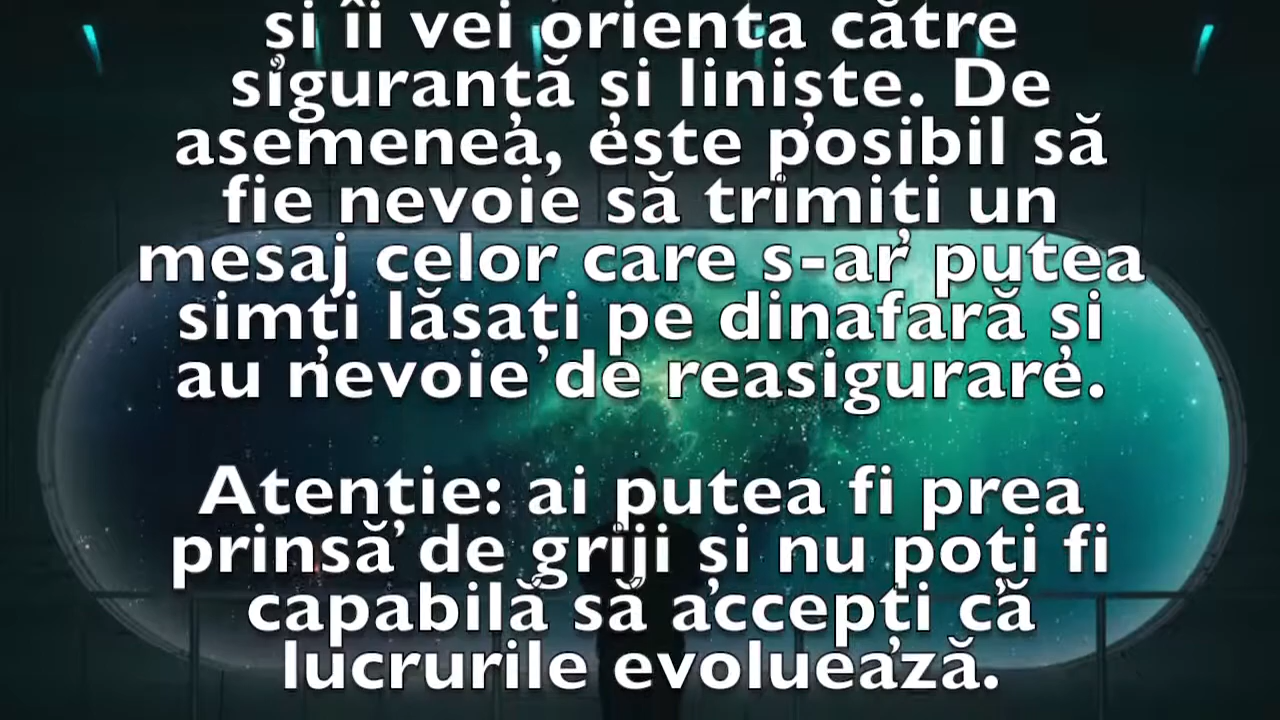 și îi vei orienta către
siguranță și liniște. De
asemenea, este posibil să
fie nevoie să trimiți un
mesaj celor care s-ar putea
simți lăsați pe dinafară și
au nevoie de reasigurare.
Atenție: ai putea fi prea
prinsă de griji și nu poți fi
capabilă să accepți că
lucrurile evoluează.